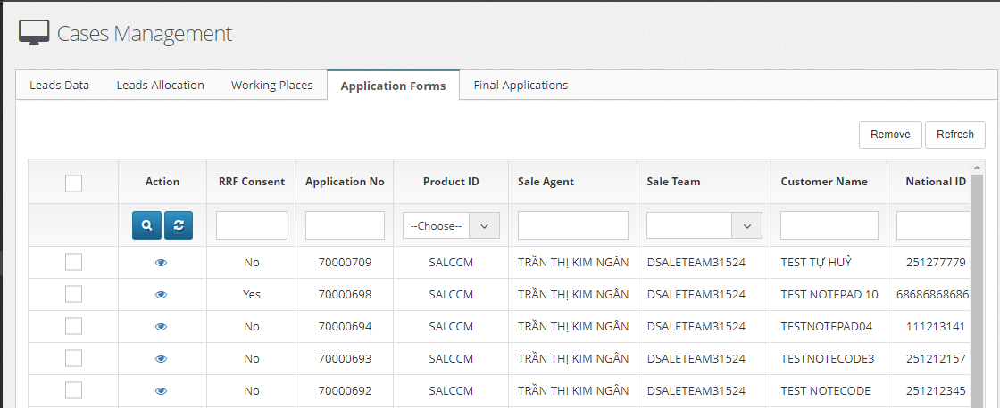 Cases Management
Leads Data Leads Allocation Working Places Application Forms Final Applications
Remove Refresh
Action RRF Consent Application No Product ID Sale Agent Sale Team Customer Name National ID
--Choose--
No 70000709 SALCCM TRẦN THỊ KIM NGÂN DSALETEAM31524 TEST TỰ HUỶ 251277779
Yes 70000698 SALCCM TRẦN THỊ KIM NGÂN DSALETEAM31524 TEST NOTEPAD 10 68686868686
No 70000694 SALCCM TRẦN THỊ KIM NGÂN DSALETEAM31524 TESTNOTEPAD04 111213141
No 70000693 SALCCM TRẦN THỊ KIM NGÂN DSALETEAM31524 TESTNOTECODE3 251212157
No 70000692 SALCCM TRẦN THỊ KIM NGÂN DSALETEAM31524 TEST NOTECODE 251212345